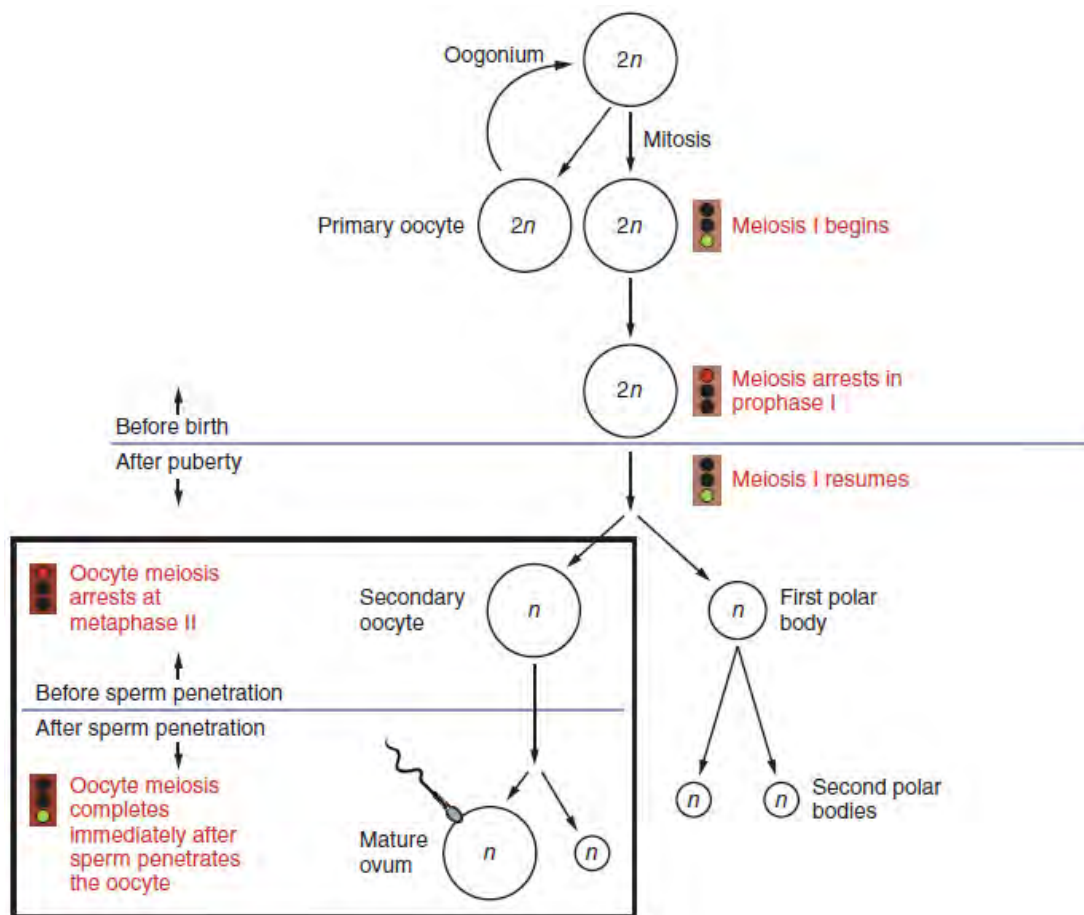 Oogonium
2n
Mitosis
Primary oocyte
2n
2n
Meiosis I begins
2n
Meiosis arrests in
prophase I
Before birth
After puberty
Meiosis I resumes
Oocyte meiosis
arrests at
metaphase II
Secondary
oocyte
n
n
First polar
body
Before sperm penetration
After sperm penetration
Oocyte meiosis
completes
immediately after
sperm penetrates
the oocyte
Mature
ovum
n
n
n
n
Second polar
bodies